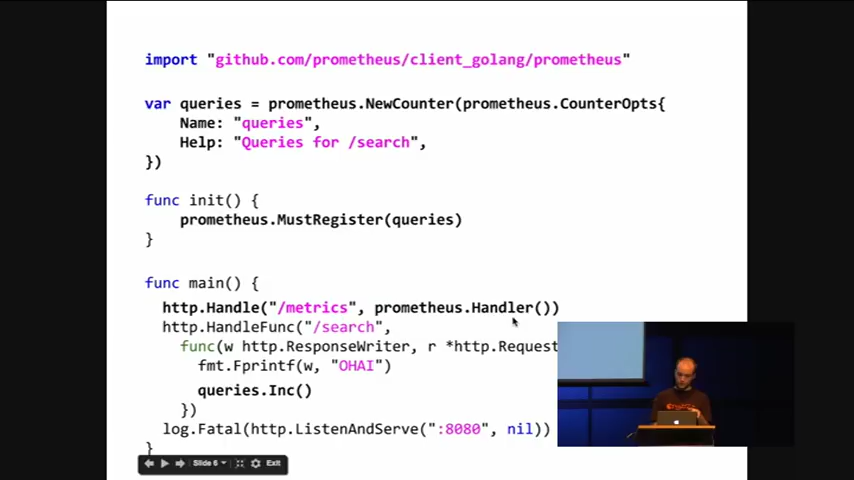 import "github.com/prometheus/client_golang/prometheus"
var queries = prometheus.NewCounter(prometheus.CounterOpts{
Name: "queries",
Help: "Queries for /search",
})
func init() {
prometheus.MustRegister(queries)
}
func main() {
http.Handle("/metrics", prometheus.Handler())
http.HandleFunc("/search",
func(w http.ResponseWriter, r *http.Request
fmt.Fprintf(w, "OHAI")
queries.Inc()
})
log.Fatal(http.ListenAndServe(":8080", nil))
}
Slide 6
Exit